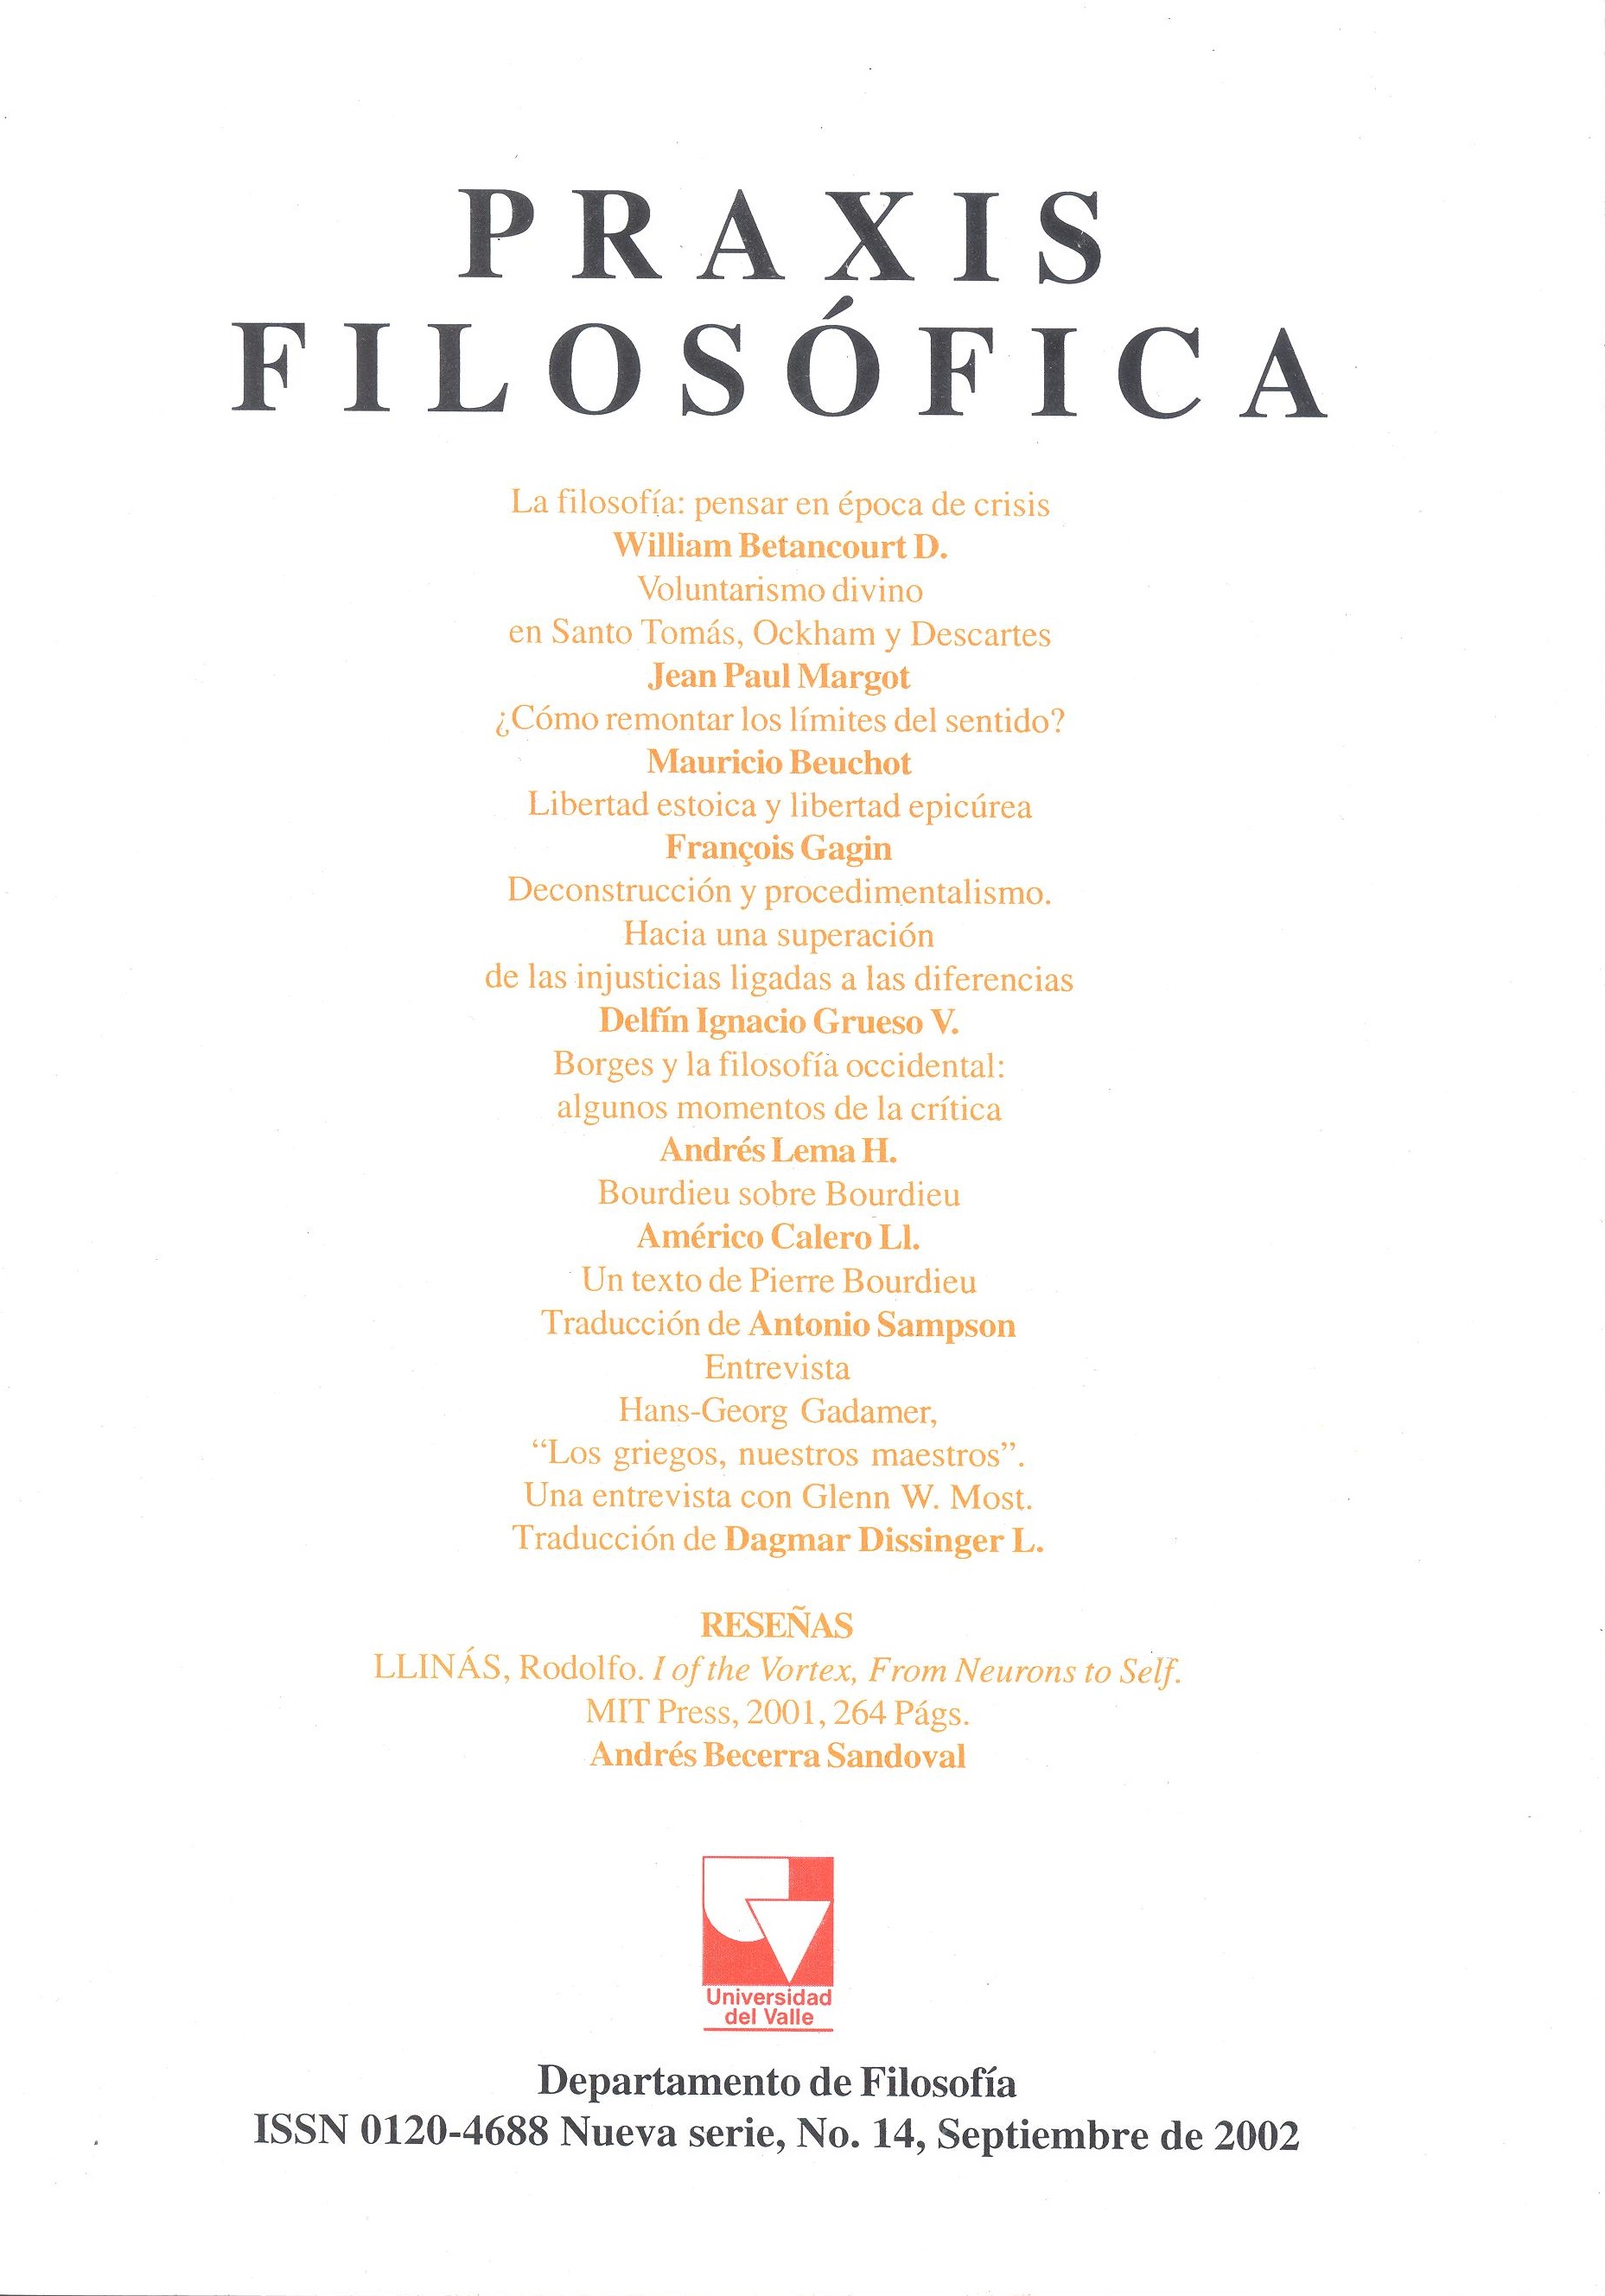 PRAXIS
FILOSÓFICA
La filosofía: pensar en época de crisis
William Betancourt D.
Voluntarismo divino
en Santo Tomás, Ockham y Descartes
Jean Paul Margot
¿Cómo remontar los límites del sentido?
Mauricio Beuchot
Libertad estoica y libertad epicúrea
François Gagin
Deconstrucción y procedimentalismo.
Hacia una superación
de las injusticias ligadas a las diferencias
Delfín Ignacio Grueso V.
Borges y la filosofía occidental:
algunos momentos de la crítica
Andrés Lema H.
Bourdieu sobre Bourdieu
Américo Calero Ll.
Un texto de Pierre Bourdieu
Traducción de Antonio Sampson
Entrevista
Hans-Georg Gadamer,
“Los griegos, nuestros maestros”.
Una entrevista con Glenn W. Most.
Traducción de Dagmar Dissinger L.
RESEÑAS
LLINÁS, Rodolfo. I of the Vortex, From Neurons to Self.
MIT Press, 2001, 264 Págs.
Andrés Becerra Sandoval
Universidad
del Valle
Departamento de Filosofía
ISSN 0120-4688 Nueva serie, No. 14, Septiembre de 2002